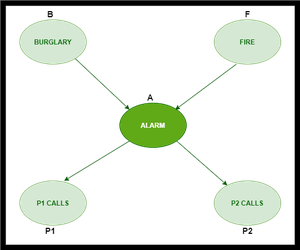 B
F
BURGLARY
FIRE
A
ALARM
P1 CALLS
P2 CALLS
P1
P2